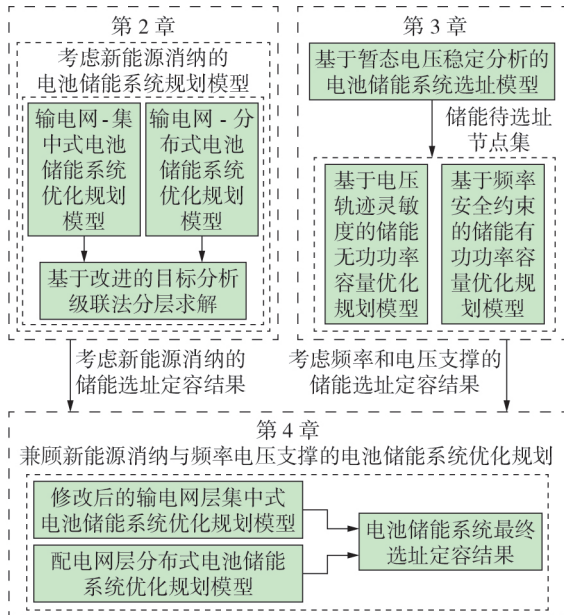 第2章
考虑新能源消纳的
电池储能系统规划模型
输电网-集
中式电池
储能系统
优化规划
模型
输电网-分
布式电池
储能系统
优化规划
模型
基于改进的目标分析
级联法分层求解
第3章
基于暂态电压稳定分析的
电池储能系统选址模型
储能待选址
节点集
基于电压
轨迹灵敏
度的储能
无功功率
容量优化
规划模型
基于频率
安全约束
的储能有
功功率容
量优化规
划模型
考虑新能源消纳的
储能选址定容结果
考虑频率和电压支撑的
储能选址定容结果
第4章
兼顾新能源消纳与频率电压支撑的电池储能系统优化规划
修改后的输电网层集中式
电池储能系统优化规划模型
配电网层分布式电池储能
系统优化规划模型
电池储能系统最终
选址定容结果